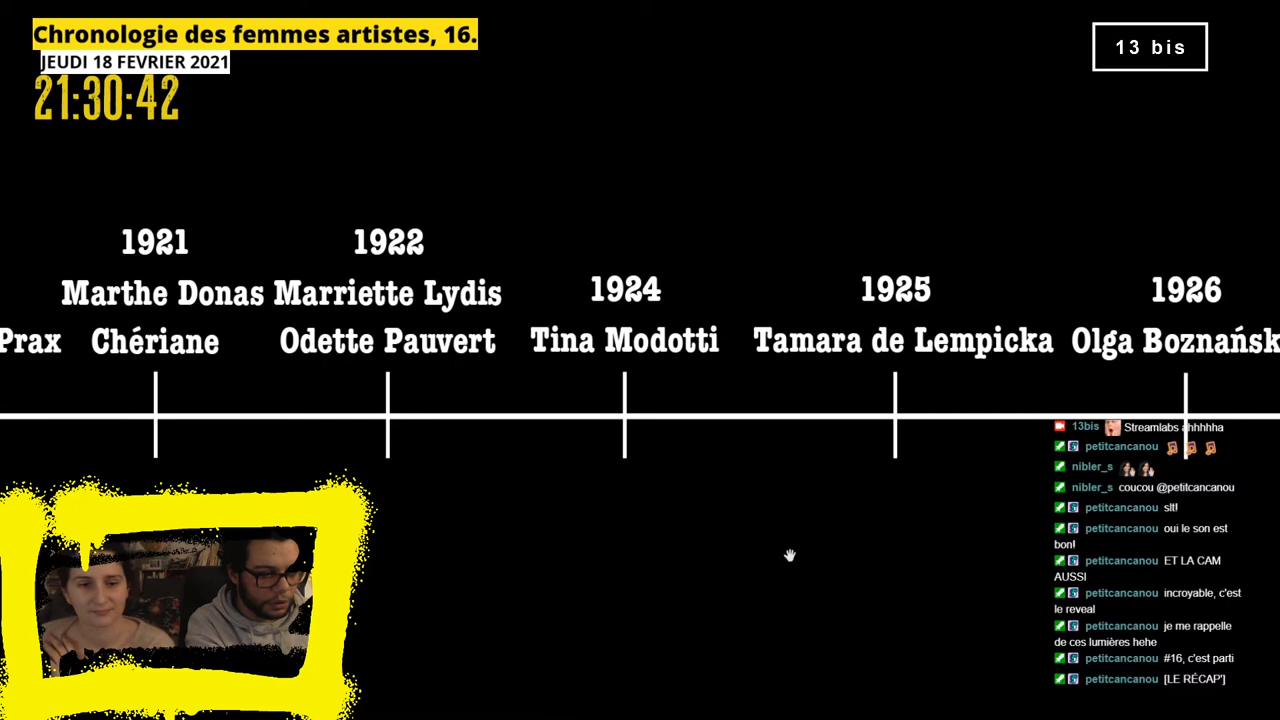 Chronologie des femmes artistes, 16.
JEUDI 18 FEVRIER 2021
21:30:42
13 bis
1921
1922
1924
1925
1926
Marthe Donas
Marriette Lydis
Prax
Chériane
Odette Pauvert
Tina Modotti
Tamara de Lempicka
Olga Boznańsk
13bis Streamlabs ahhhhha
petitcancanou
nibler_s
nibler_s coucou @petitcancanou
petitcancanou slt!
petitcancanou oui le son est
bon!
petitcancanou ET LA CAM
AUSSI
petitcancanou incroyable, c'est
le reveal
petitcancanou je me rappelle
de ces lumières hehe
petitcancanou #16, c'est parti
petitcancanou [LE RÉCAP']